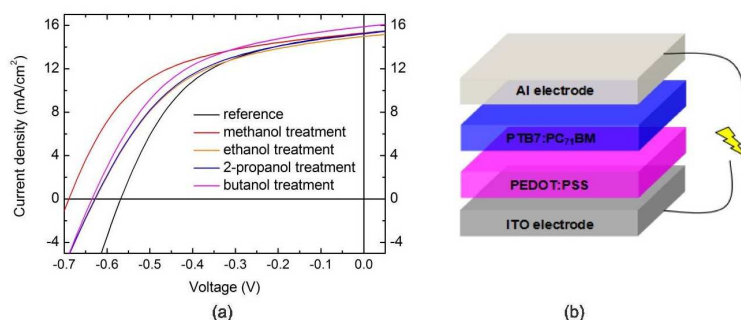 16
12
8
4
0
-4
16
12
8
4
0
-4
Current density (mA/cm²)
reference
methanol treatment
ethanol treatment
2-propanol treatment
butanol treatment
-0.7 -0.6 -0.5 -0.4 -0.3 -0.2 -0.1 0.0
Voltage (V)
(a)
Al electrode
PTB7:PC₇₁BM
PEDOT:PSS
ITO electrode
(b)